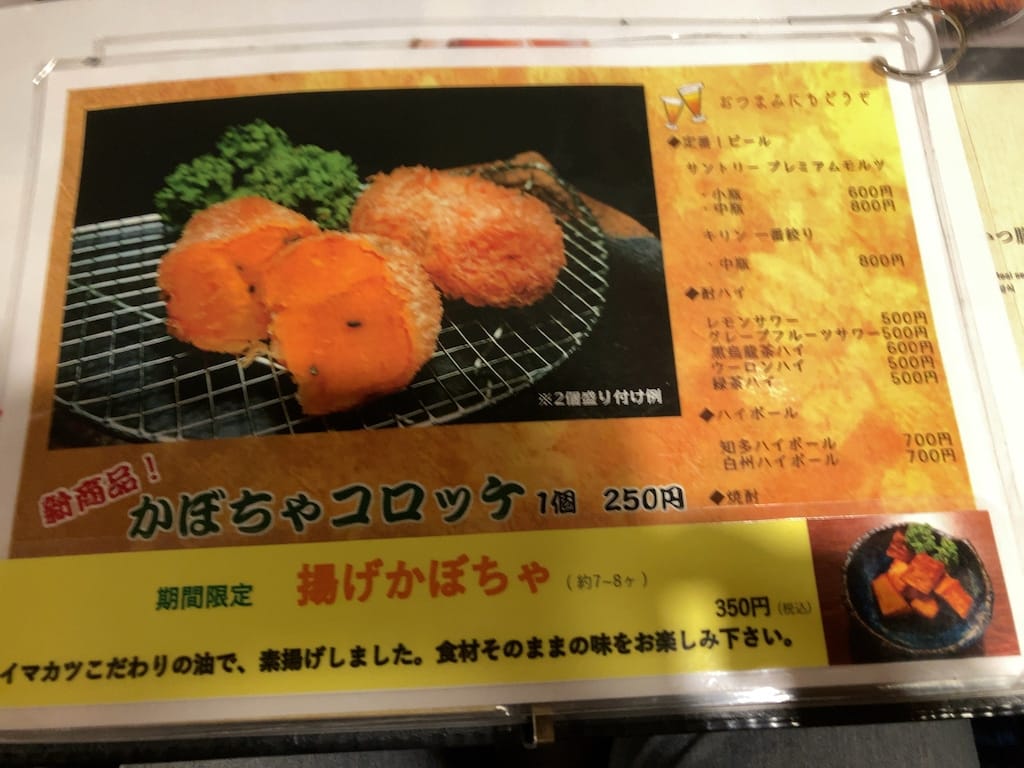 おつまみにもどうぞ
◆定番！ビール
サントリー プレミアムモルツ
・小瓶 600円
・中瓶 800円
キリン 一番絞り
・中瓶 800円
◆酎ハイ
レモンサワー 500円
グレープフルーツサワー 500円
黒烏龍茶ハイ 600円
ウーロンハイ 500円
緑茶ハイ 500円
◆ハイボール
知多ハイボール 700円
白州ハイボール 700円
◆焼酎
※2個盛り付け例
新商品！
かぼちゃコロッケ 1個 250円
期間限定 揚げかぼちゃ （約7~8ヶ）
350円（税込）
イマカツこだわりの油で、素揚げしました。食材そのままの味をお楽しみ下さい。